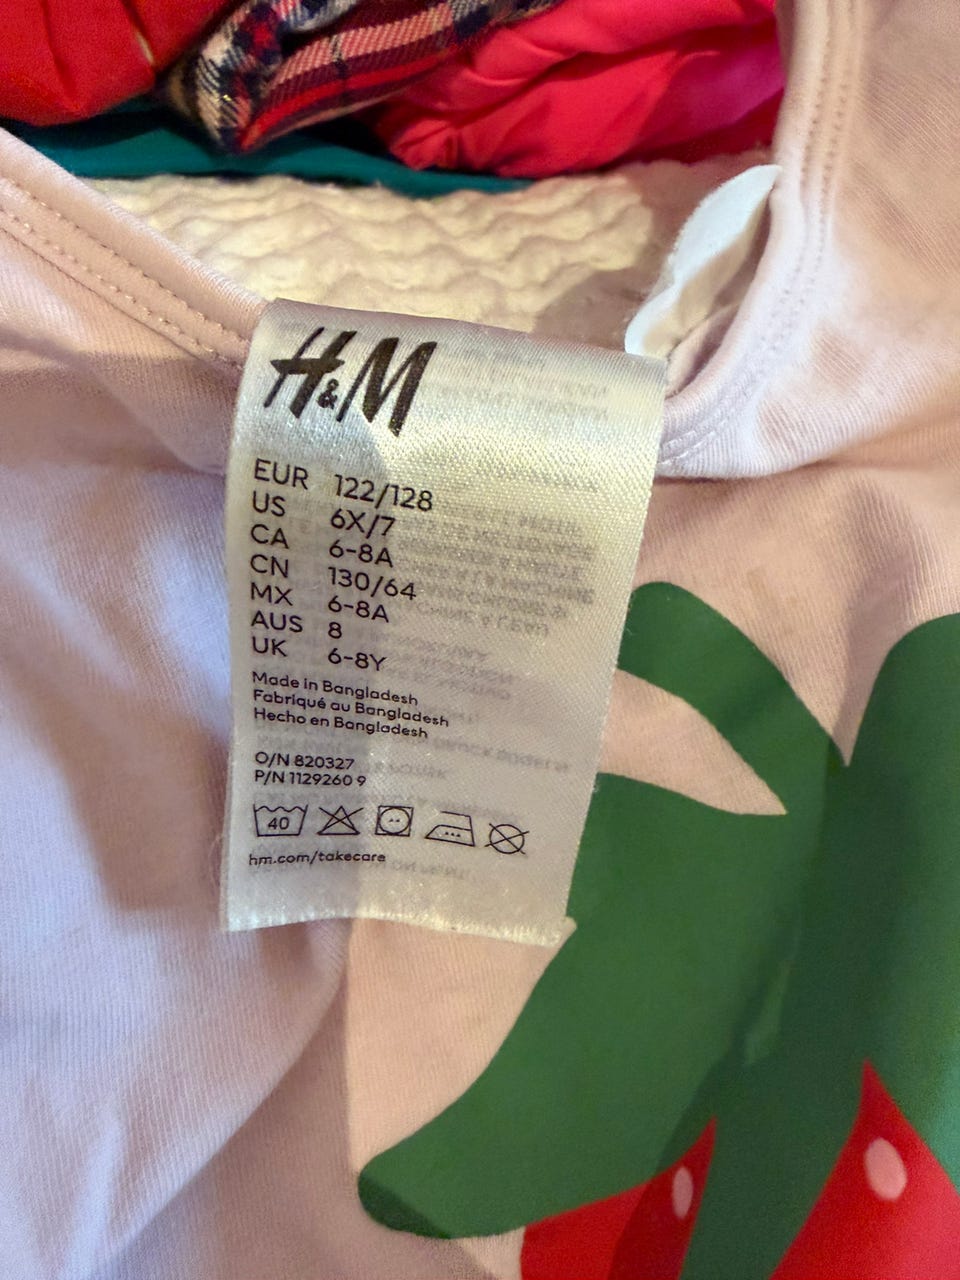 H&M
EUR 122/128
US 6X/7
CA 6-8A
CN 130/64
MX 6-8A
AUS 8
UK 6-8Y
Made in Bangladesh
Fabriqué au Bangladesh
Hecho en Bangladesh
O/N 820327
P/N 1129260 9
40
hm.com/takecare